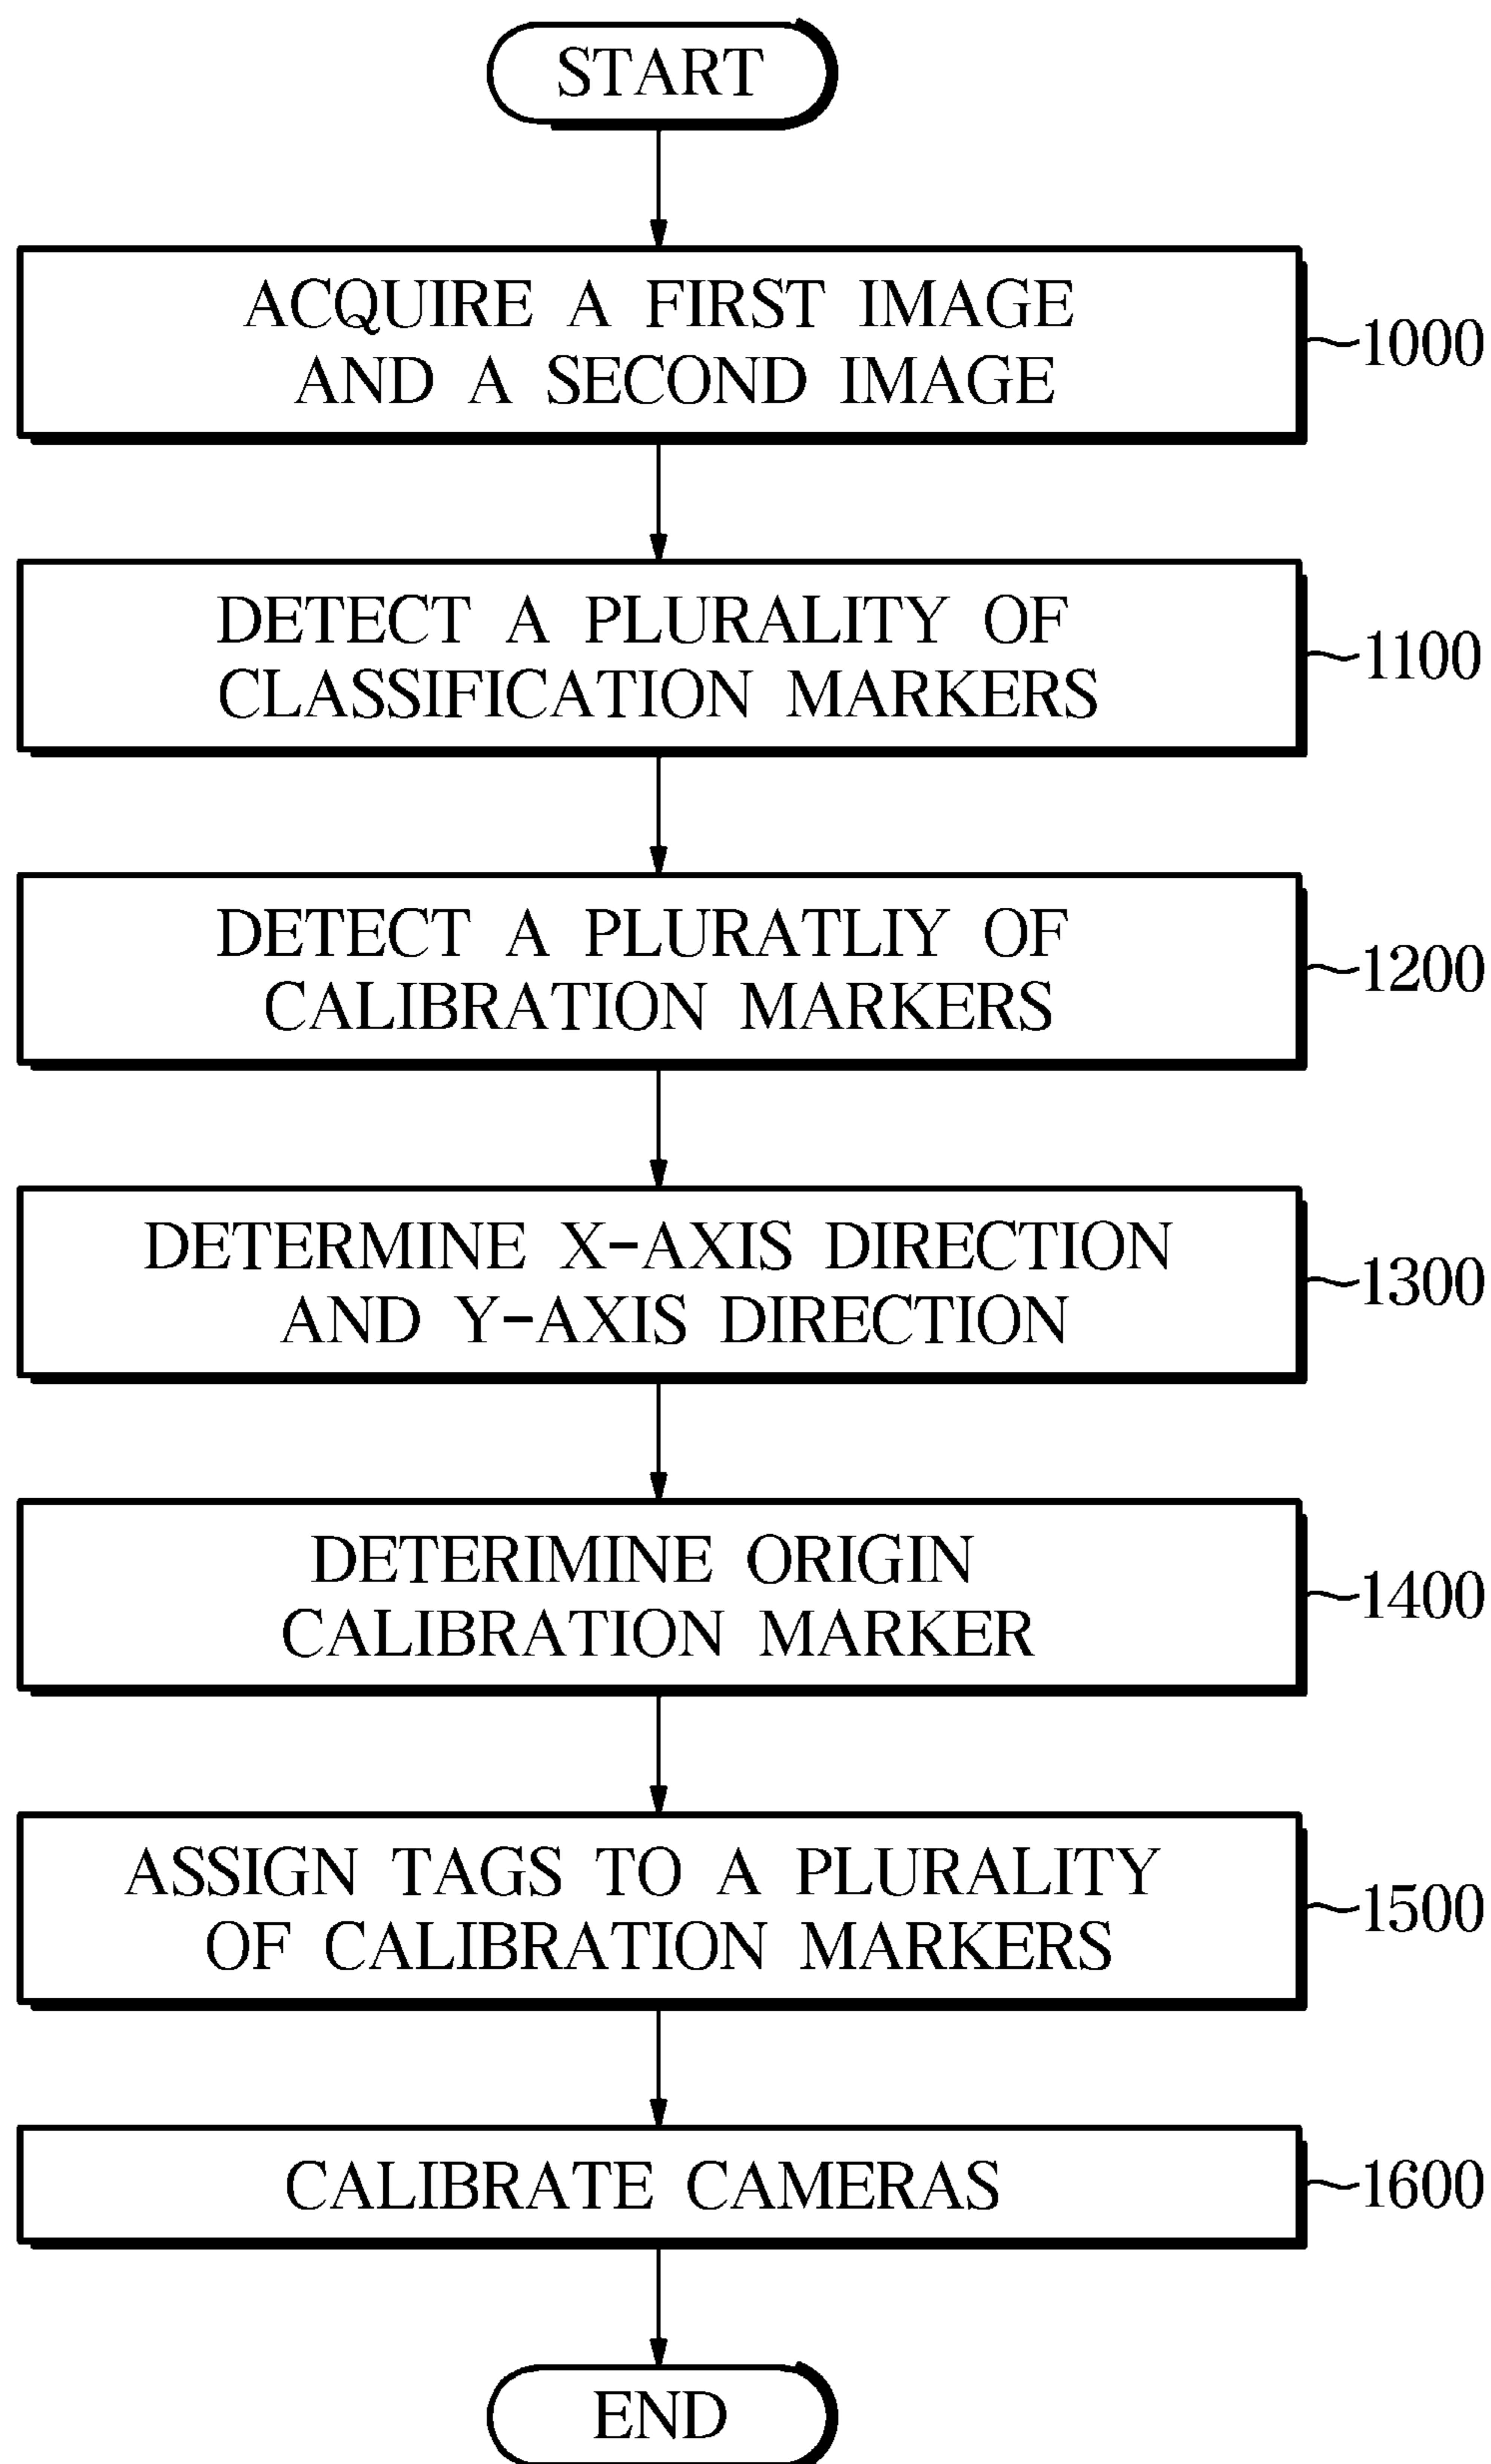 START
ACQUIRE A FIRST IMAGE
AND A SECOND IMAGE
1000
DETECT A PLURALITY OF
CLASSIFICATION MARKERS
1100
DETECT A PLURATLIY OF
CALIBRATION MARKERS
1200
DETERMINE X-AXIS DIRECTION
AND Y-AXIS DIRECTION
1300
DETERIMINE ORIGIN
CALIBRATION MARKER
1400
ASSIGN TAGS TO A PLURALITY
OF CALIBRATION MARKERS
1500
CALIBRATE CAMERAS
1600
END